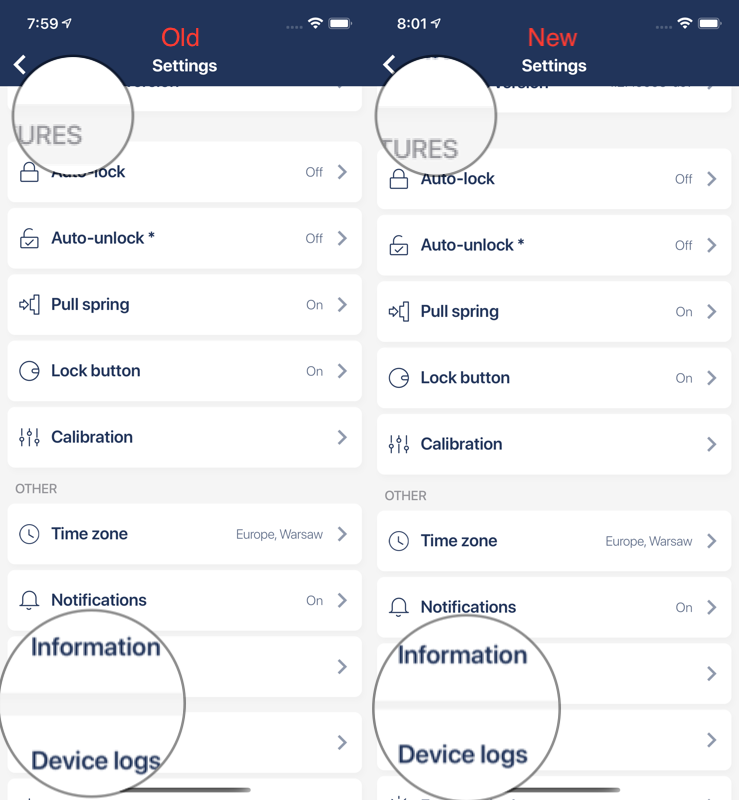 7:59
Old
Settings
URES
Auto-lock
Off
Auto-unlock *
Off
Pull spring
On
Lock button
On
Calibration
OTHER
Time zone
Europe, Warsaw
Notifications
On
Information
Device logs
8:01
New
Settings
TURES
Auto-lock
Off
Auto-unlock *
Off
Pull spring
On
Lock button
On
Calibration
OTHER
Time zone
Europe, Warsaw
Notifications
On
Information
Device logs